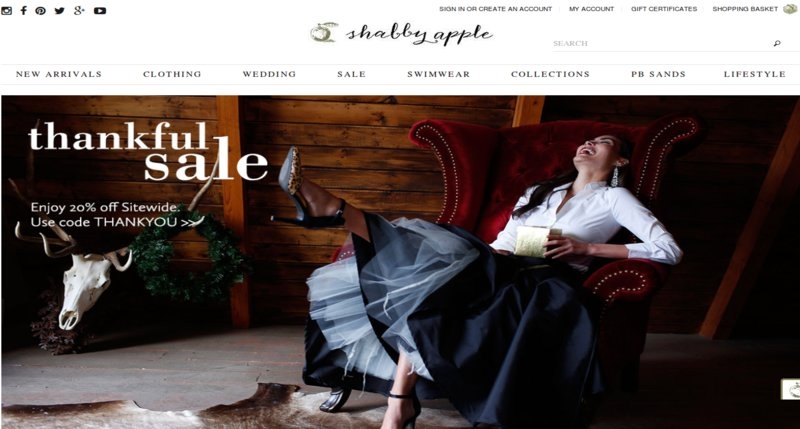 SIGN IN OR CREATE AN ACCOUNT
MY ACCOUNT
GIFT CERTIFICATES
SHOPPING BASKET
shabby apple
SEARCH
NEW ARRIVALS
CLOTHING
WEDDING
SALE
SWIMWEAR
COLLECTIONS
PB SANDS
LIFESTYLE
thankful
sale
Enjoy 20% off Sitewide.
Use code THANKYOU >>